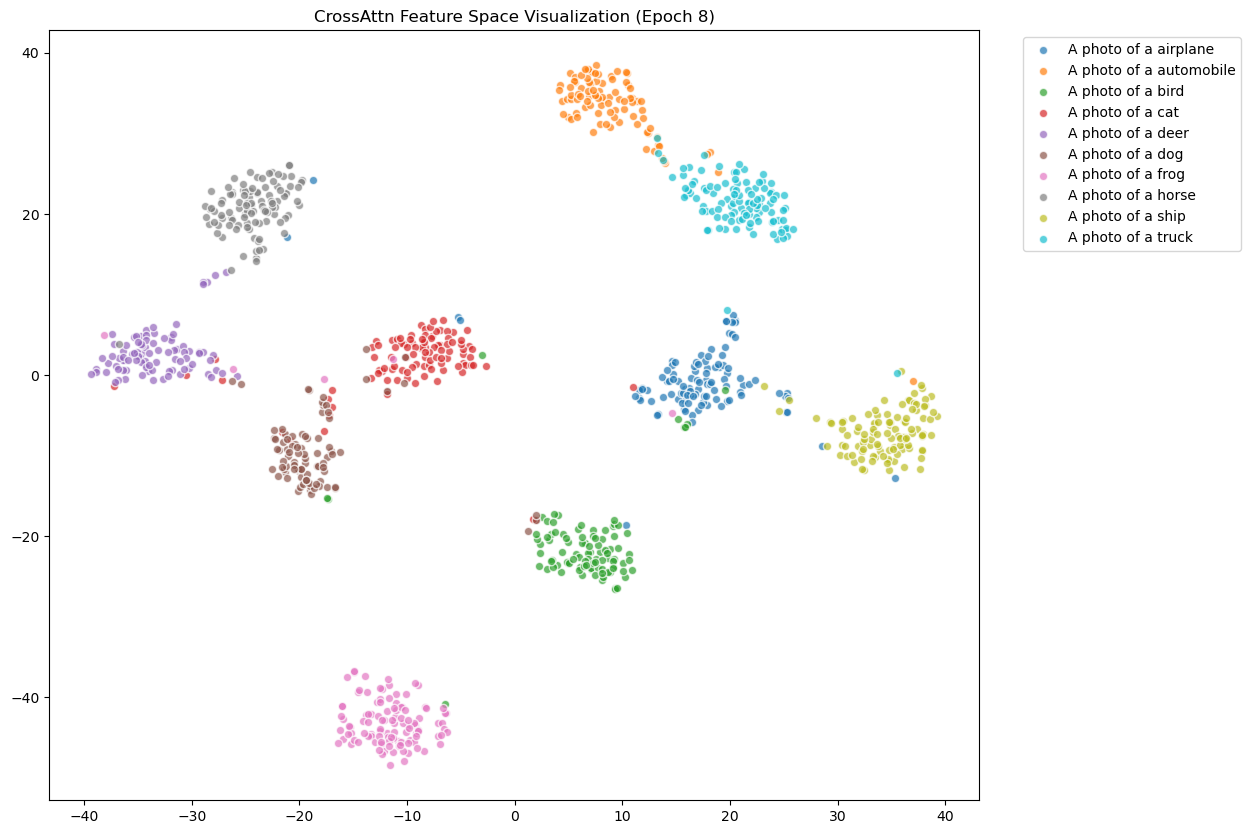 CrossAttn Feature Space Visualization (Epoch 8)
40
20
0
−20
−40
−40
−30
−20
−10
0
10
20
30
40
A photo of a airplane
A photo of a automobile
A photo of a bird
A photo of a cat
A photo of a deer
A photo of a dog
A photo of a frog
A photo of a horse
A photo of a ship
A photo of a truck